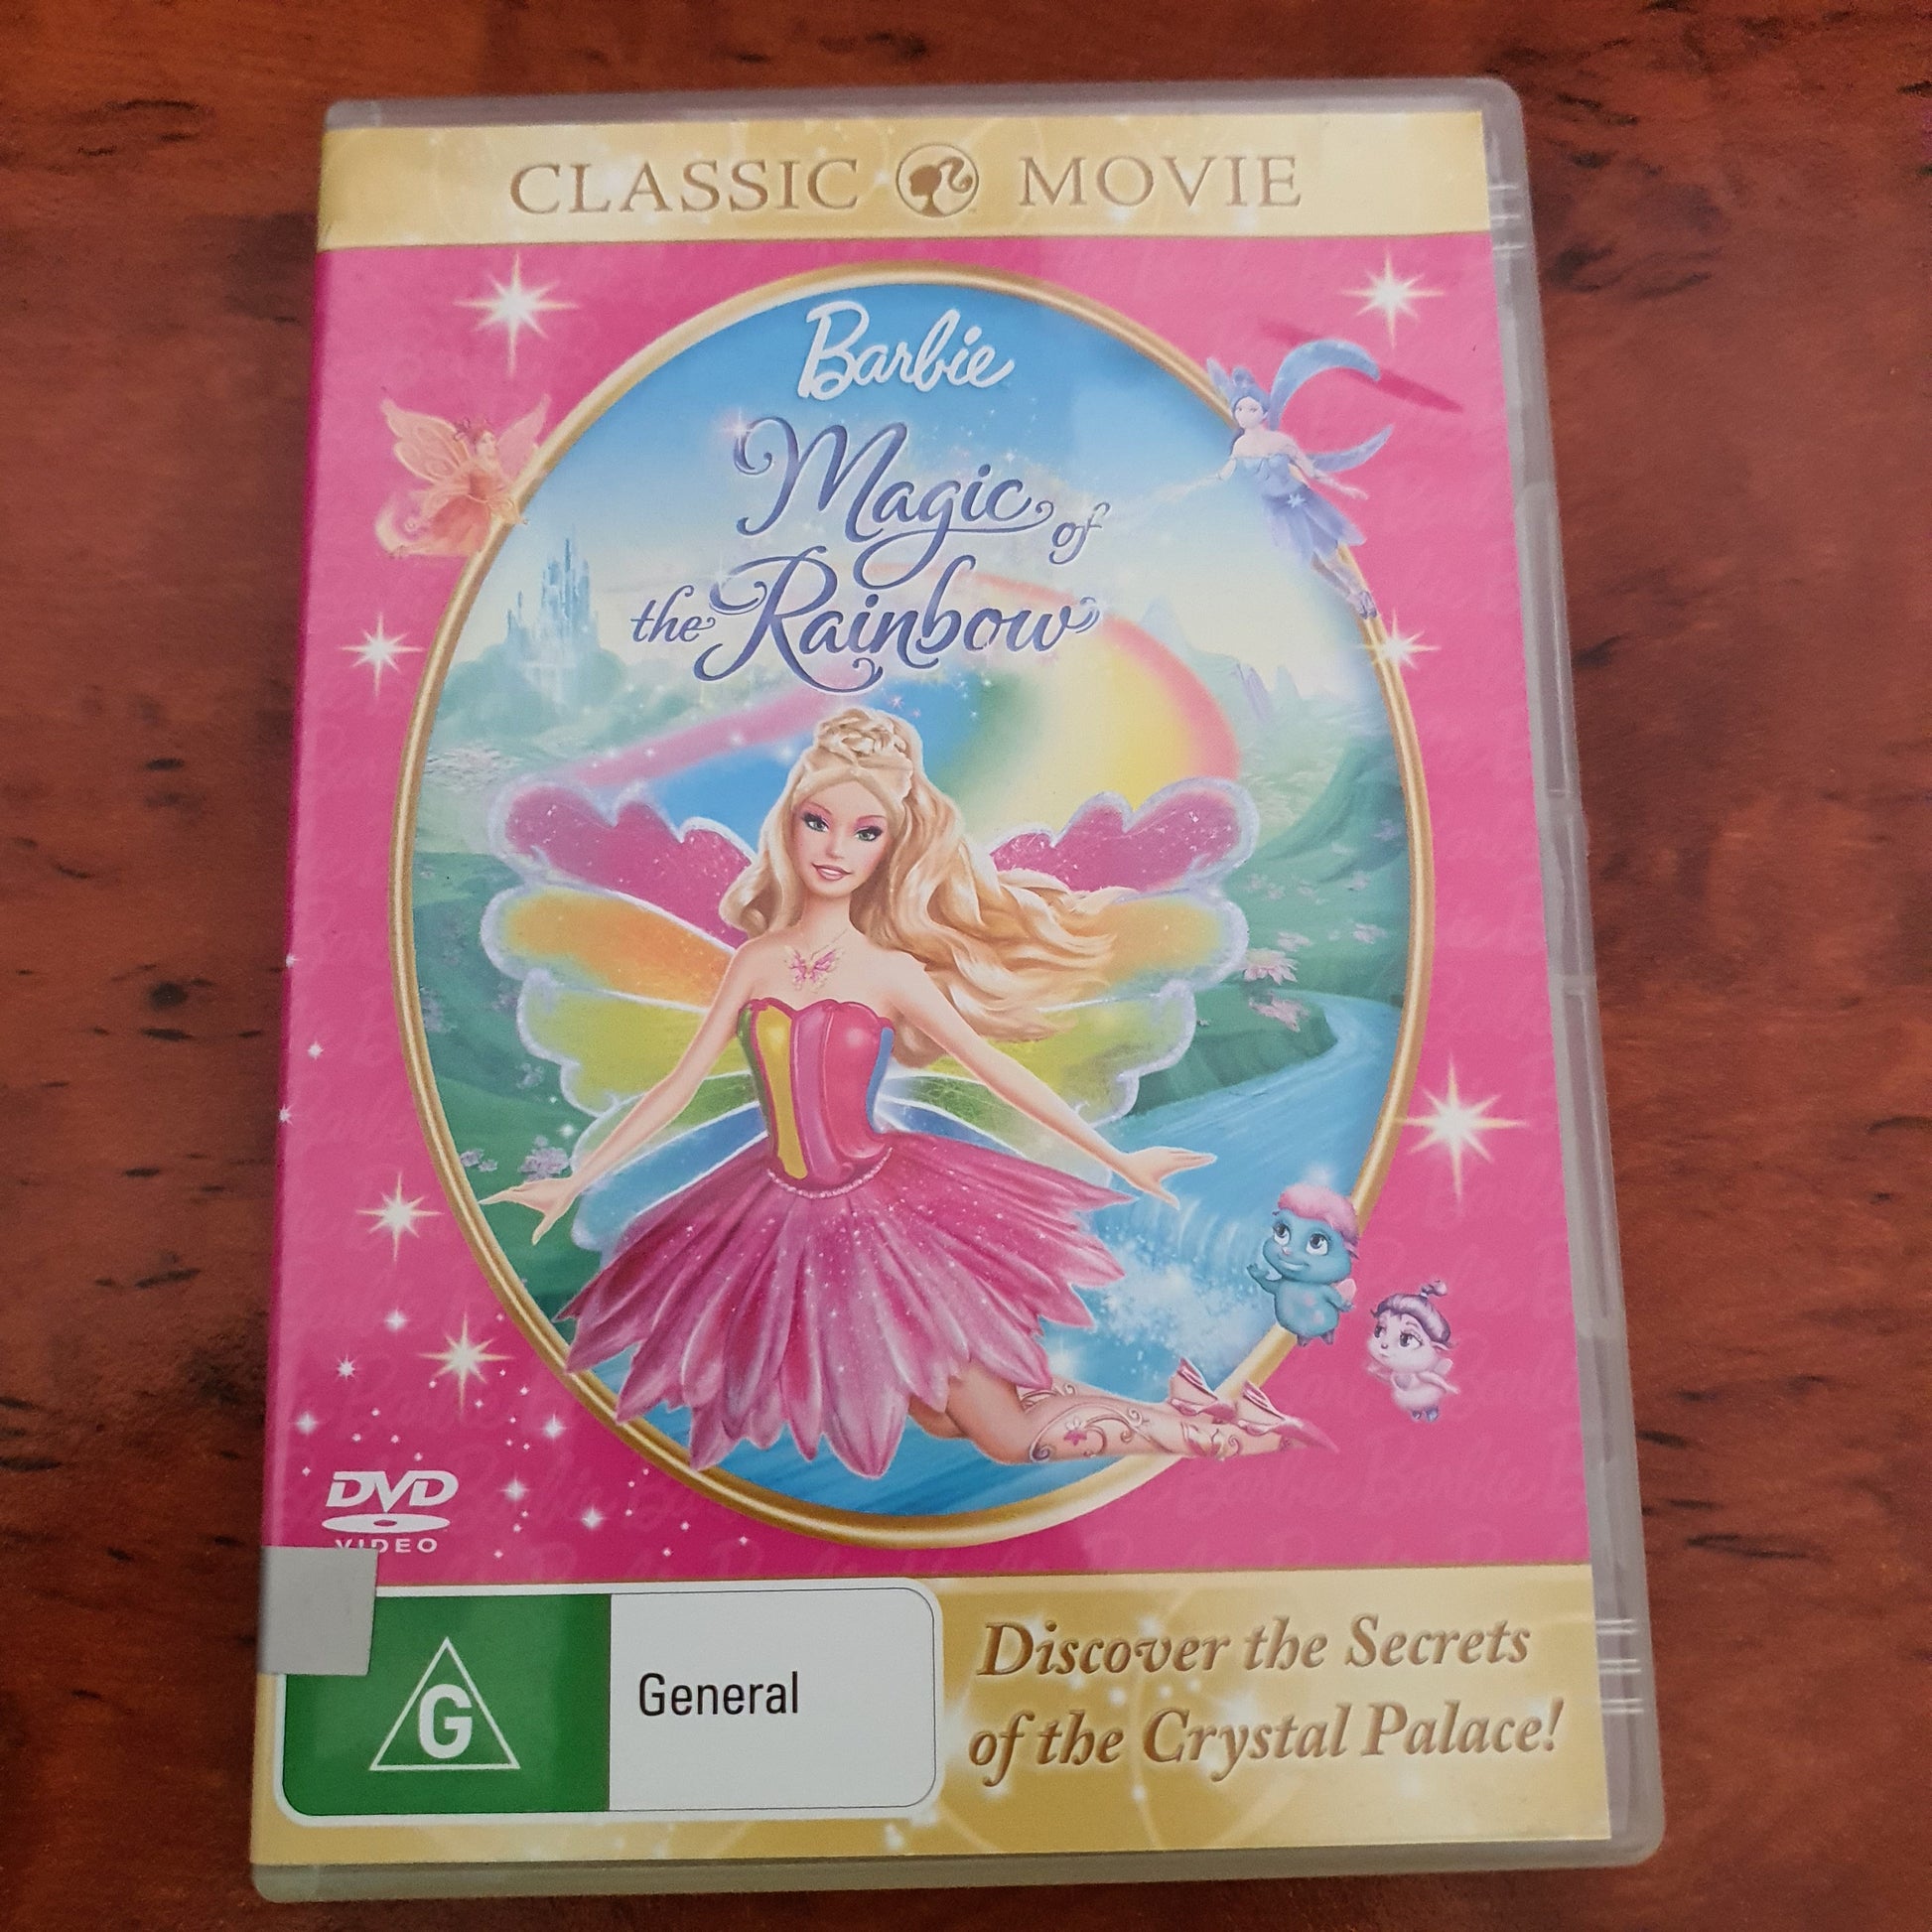 CLASSIC MOVIE
Barbie
Magic of
the Rainbow
DVD
VIDEO
G
General
Discover the Secrets
of the Crystal Palace!